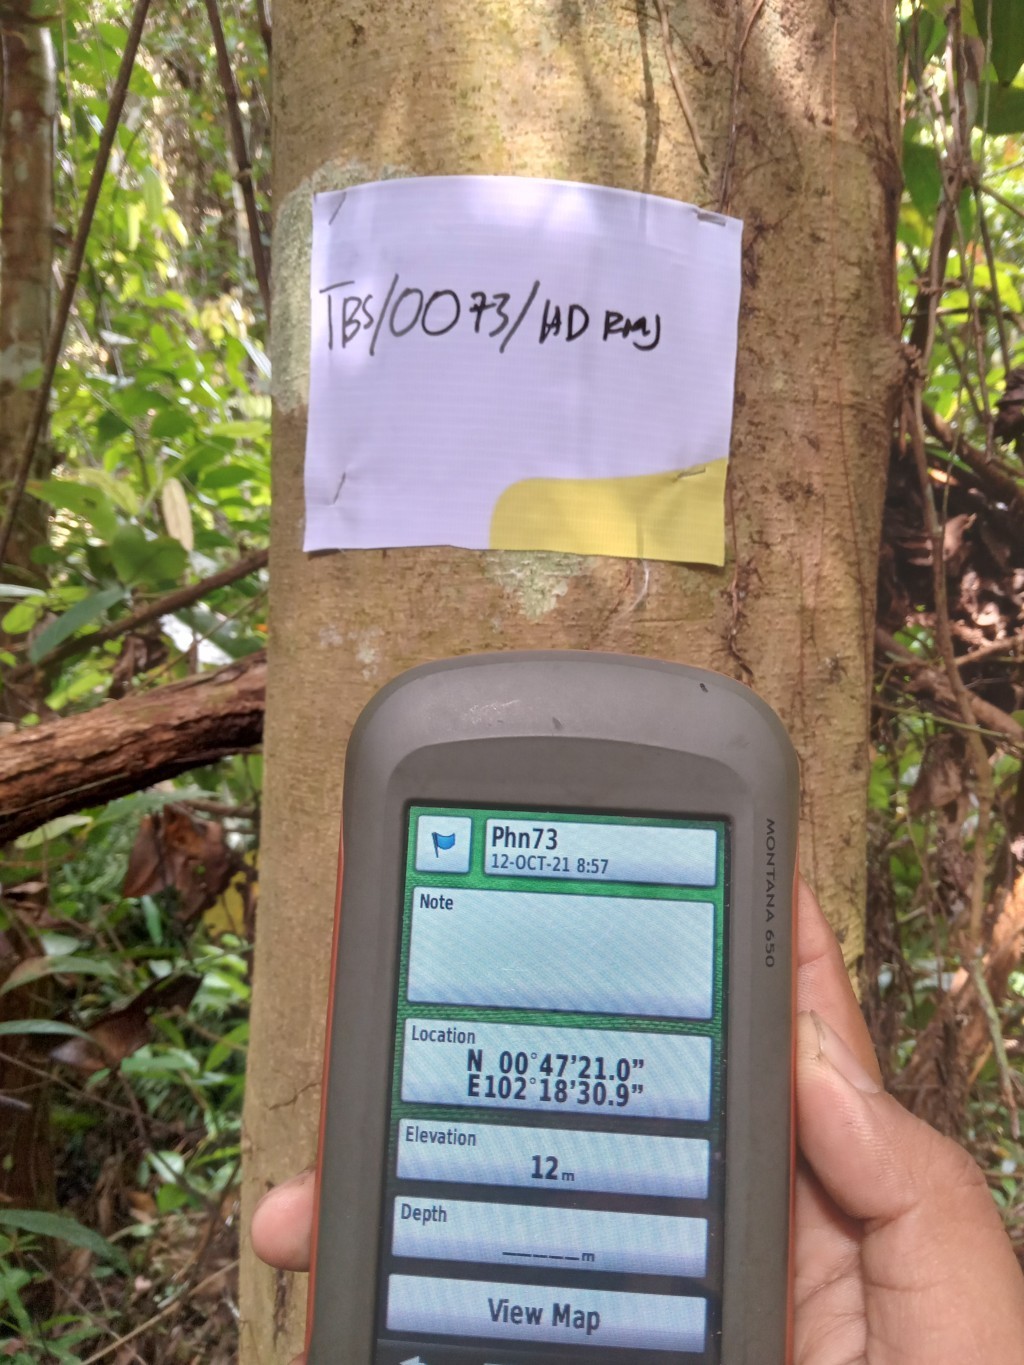 TBS/0073/HD RMJ
MONTANA 650
Phn73
12-OCT-21 8:57
Note
Location
N 00°47'21.0"
E102°18'30.9"
Elevation
12m
Depth
_____m
View Map